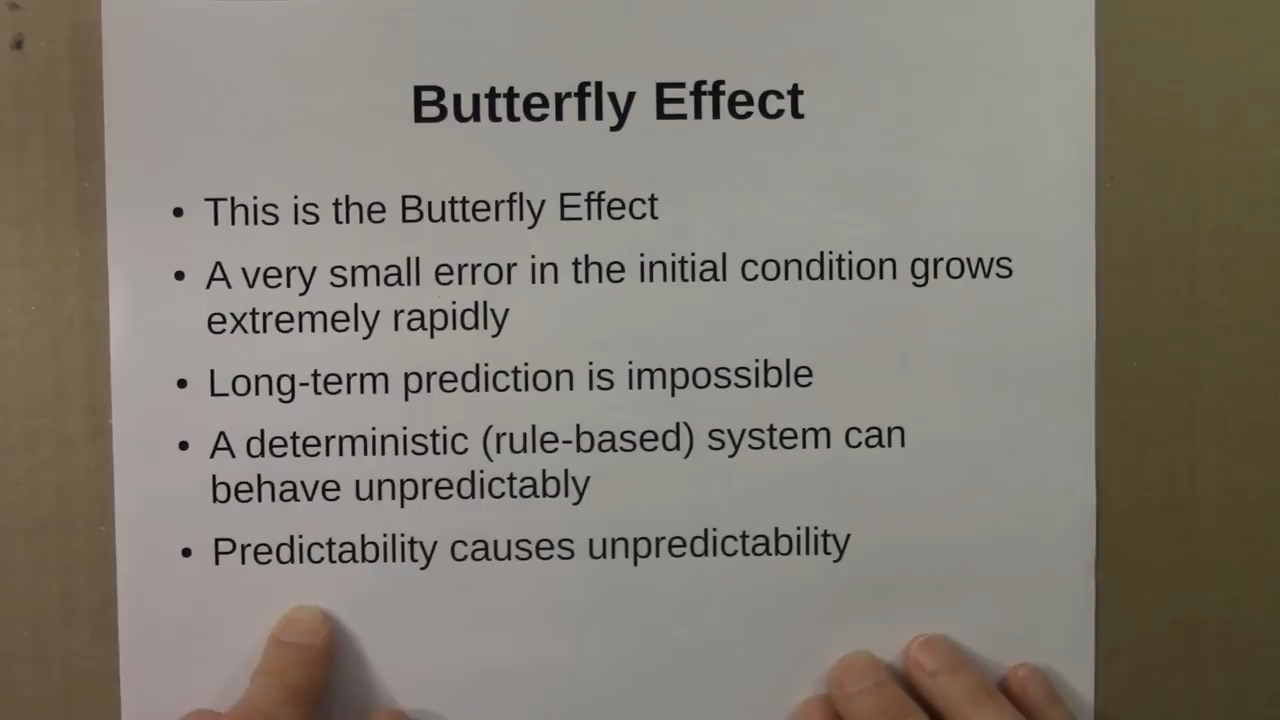 Butterfly Effect
• This is the Butterfly Effect
• A very small error in the initial condition grows
extremely rapidly
• Long-term prediction is impossible
• A deterministic (rule-based) system can
behave unpredictably
• Predictability causes unpredictability